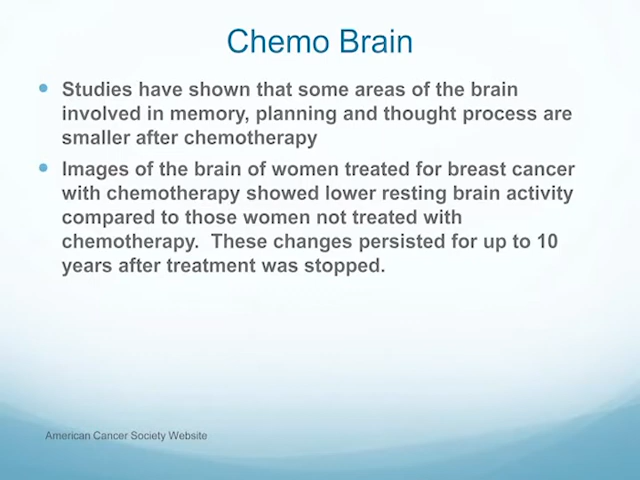 Chemo Brain
Studies have shown that some areas of the brain
involved in memory, planning and thought process are
smaller after chemotherapy
Images of the brain of women treated for breast cancer
with chemotherapy showed lower resting brain activity
compared to those women not treated with
chemotherapy.  These changes persisted for up to 10
years after treatment was stopped.
American Cancer Society Website